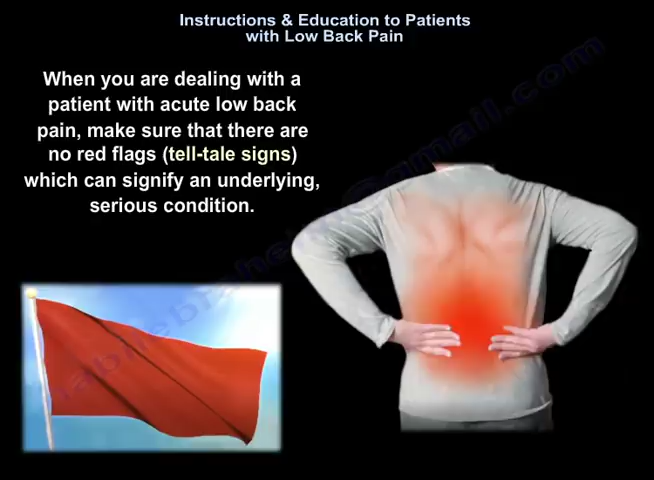 Instructions & Education to Patients
with Low Back Pain
When you are dealing with a
patient with acute low back
pain, make sure that there are
no red flags (tell-tale signs)
which can signify an underlying,
serious condition.